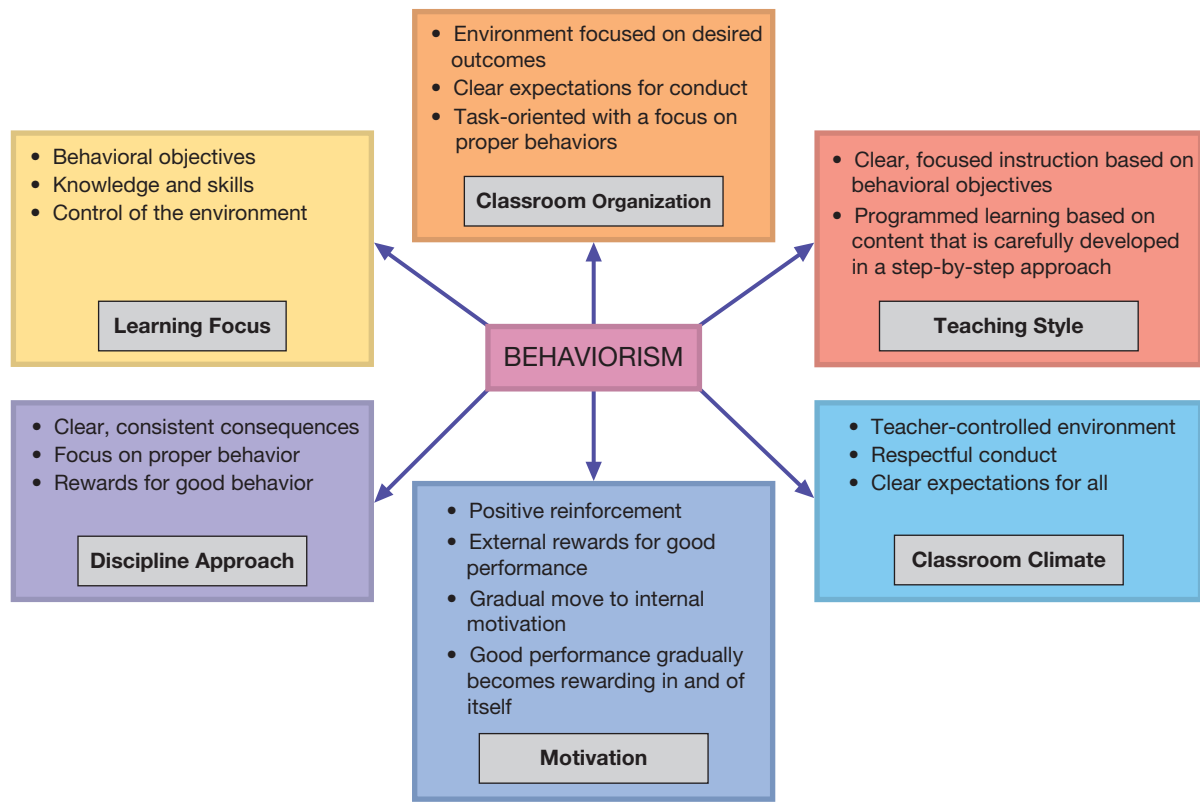 • Environment focused on desired
outcomes
• Clear expectations for conduct
• Task-oriented with a focus on
proper behaviors
Classroom Organization
• Behavioral objectives
• Knowledge and skills
• Control of the environment
Learning Focus
• Clear, focused instruction based on
behavioral objectives
• Programmed learning based on
content that is carefully developed
in a step-by-step approach
Teaching Style
BEHAVIORISM
• Clear, consistent consequences
• Focus on proper behavior
• Rewards for good behavior
Discipline Approach
• Positive reinforcement
• External rewards for good
performance
• Gradual move to internal
motivation
• Good performance gradually
becomes rewarding in and of
itself
Motivation
• Teacher-controlled environment
• Respectful conduct
• Clear expectations for all
Classroom Climate